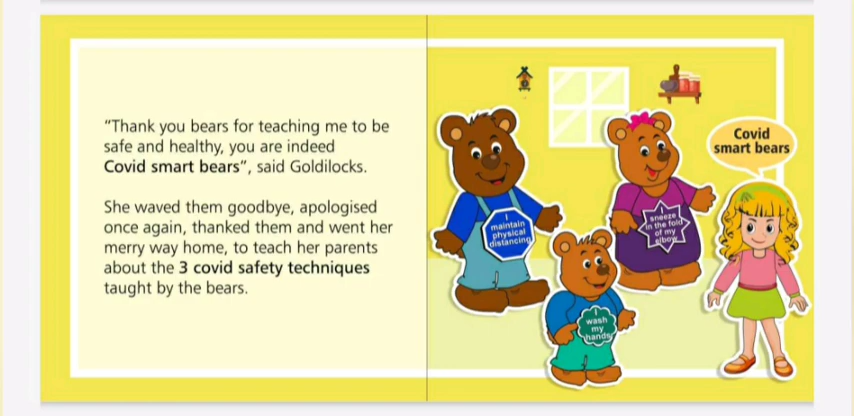 "Thank you bears for teaching me to be
safe and healthy, you are indeed
Covid smart bears", said Goldilocks.
She waved them goodbye, apologised
once again, thanked them and went her
merry way home, to teach her parents
about the 3 covid safety techniques
taught by the bears.
Covid
smart bears
I
maintain
physical
distancing
I
sneeze
in the fold
of my
elbow
I
wash
my
hands